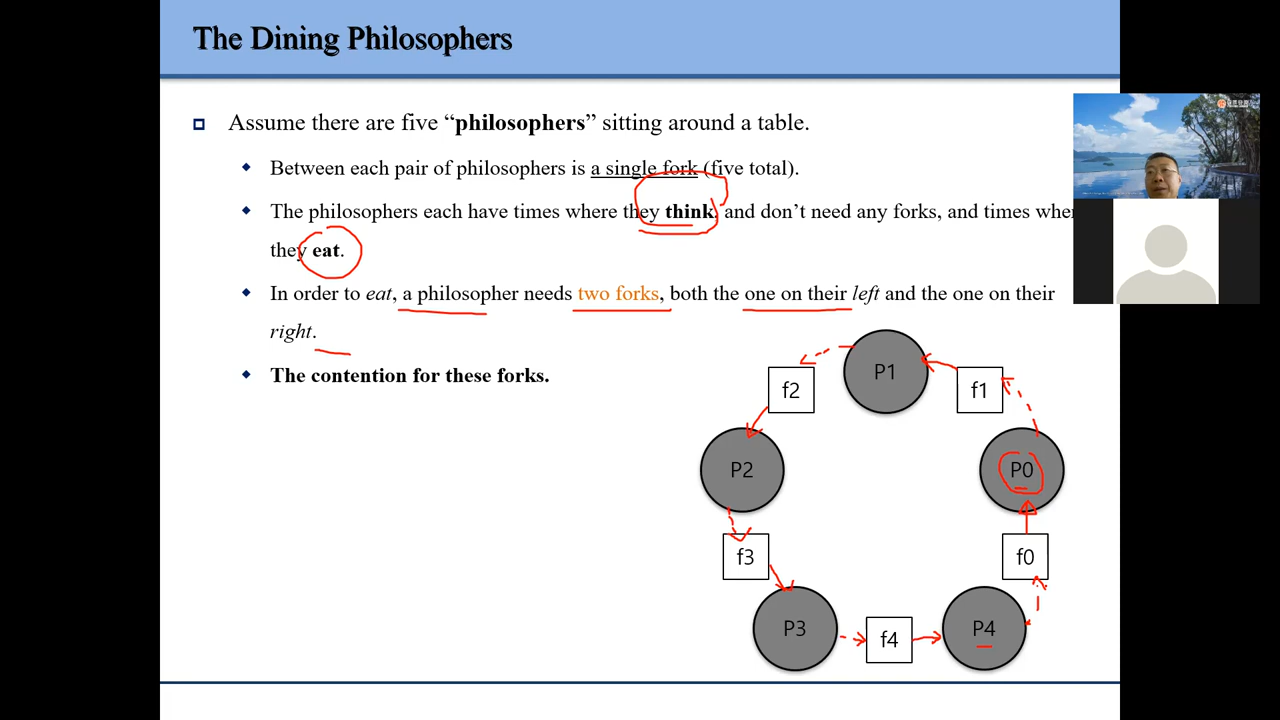 The Dining Philosophers
Assume there are five “philosophers” sitting around a table.
Between each pair of philosophers is a single fork (five total).
The philosophers each have times where they think, and don’t need any forks, and times
they eat.
In order to eat, a philosopher needs two forks, both the one on their left and the one on their
right.
The contention for these forks.
P1
f2
f1
P2
P0
f3
f0
P3
P4
f4